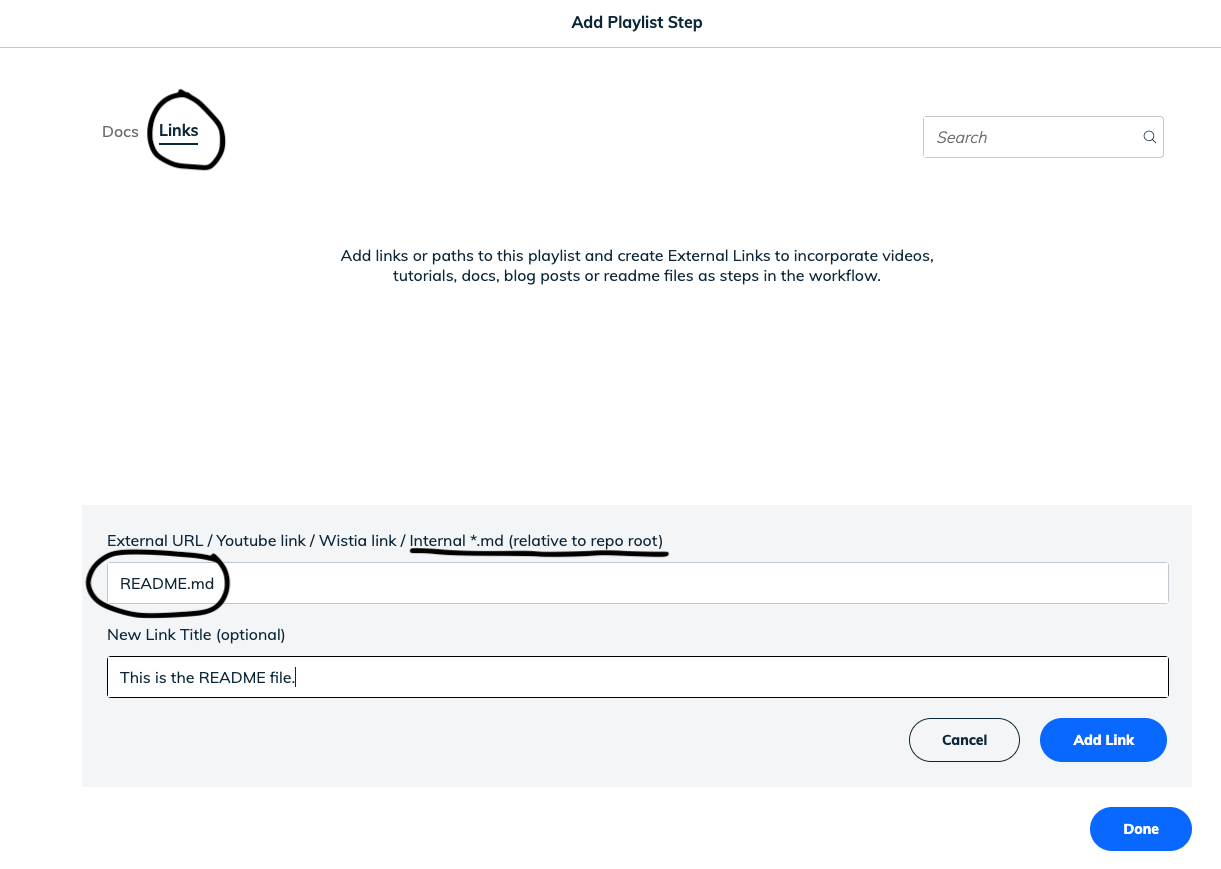 Add Playlist Step
Docs Links
Search
Add links or paths to this playlist and create External Links to incorporate videos,
tutorials, docs, blog posts or readme files as steps in the workflow.
External URL / Youtube link / Wistia link / Internal *.md (relative to repo root)
README.md
New Link Title (optional)
This is the README file.
Cancel Add Link
Done